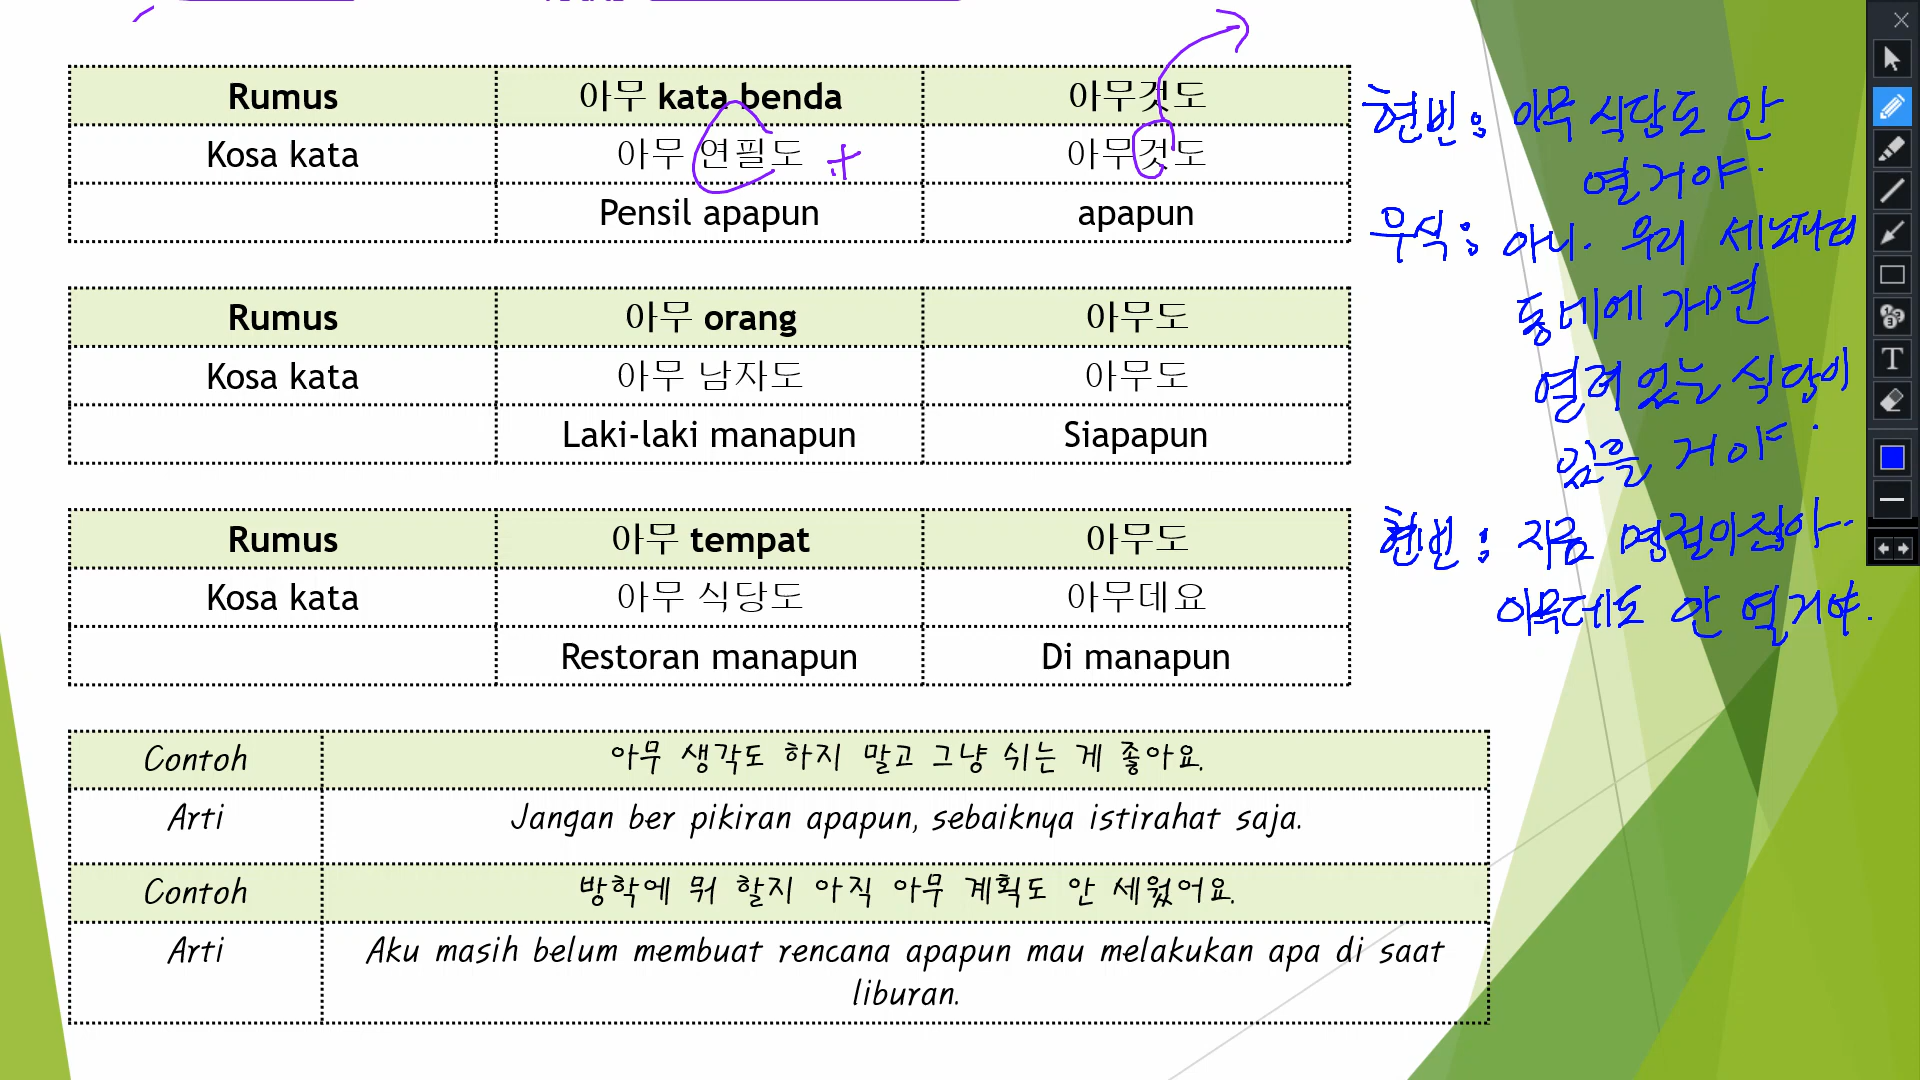 Rumus 아무 kata benda 아무것도
Kosa kata 아무 연필도 아무것도
Pensil apapun apapun
Rumus 아무 orang 아무도
Kosa kata 아무 남자도 아무도
Laki-laki manapun Siapapun
Rumus 아무 tempat 아무도
Kosa kata 아무 식당도 아무데요
Restoran manapun Di manapun
Contoh 아무 생각도 하지 말고 그냥 쉬는 게 좋아요.
Arti Jangan ber pikiran apapun, sebaiknya istirahat saja.
Contoh 방학에 뭐 할지 아직 아무 계획도 안 세웠어요.
Arti Aku masih belum membuat rencana apapun mau melakukan apa di saat
liburan.
현빈: 아무 식당도 안
열거야.
우식: 아니. 우리
동네에 가면
열려 있는 식당이
있을 거야.
현빈: 지금 명절이잖아..
아무데도 안 열거야.
T